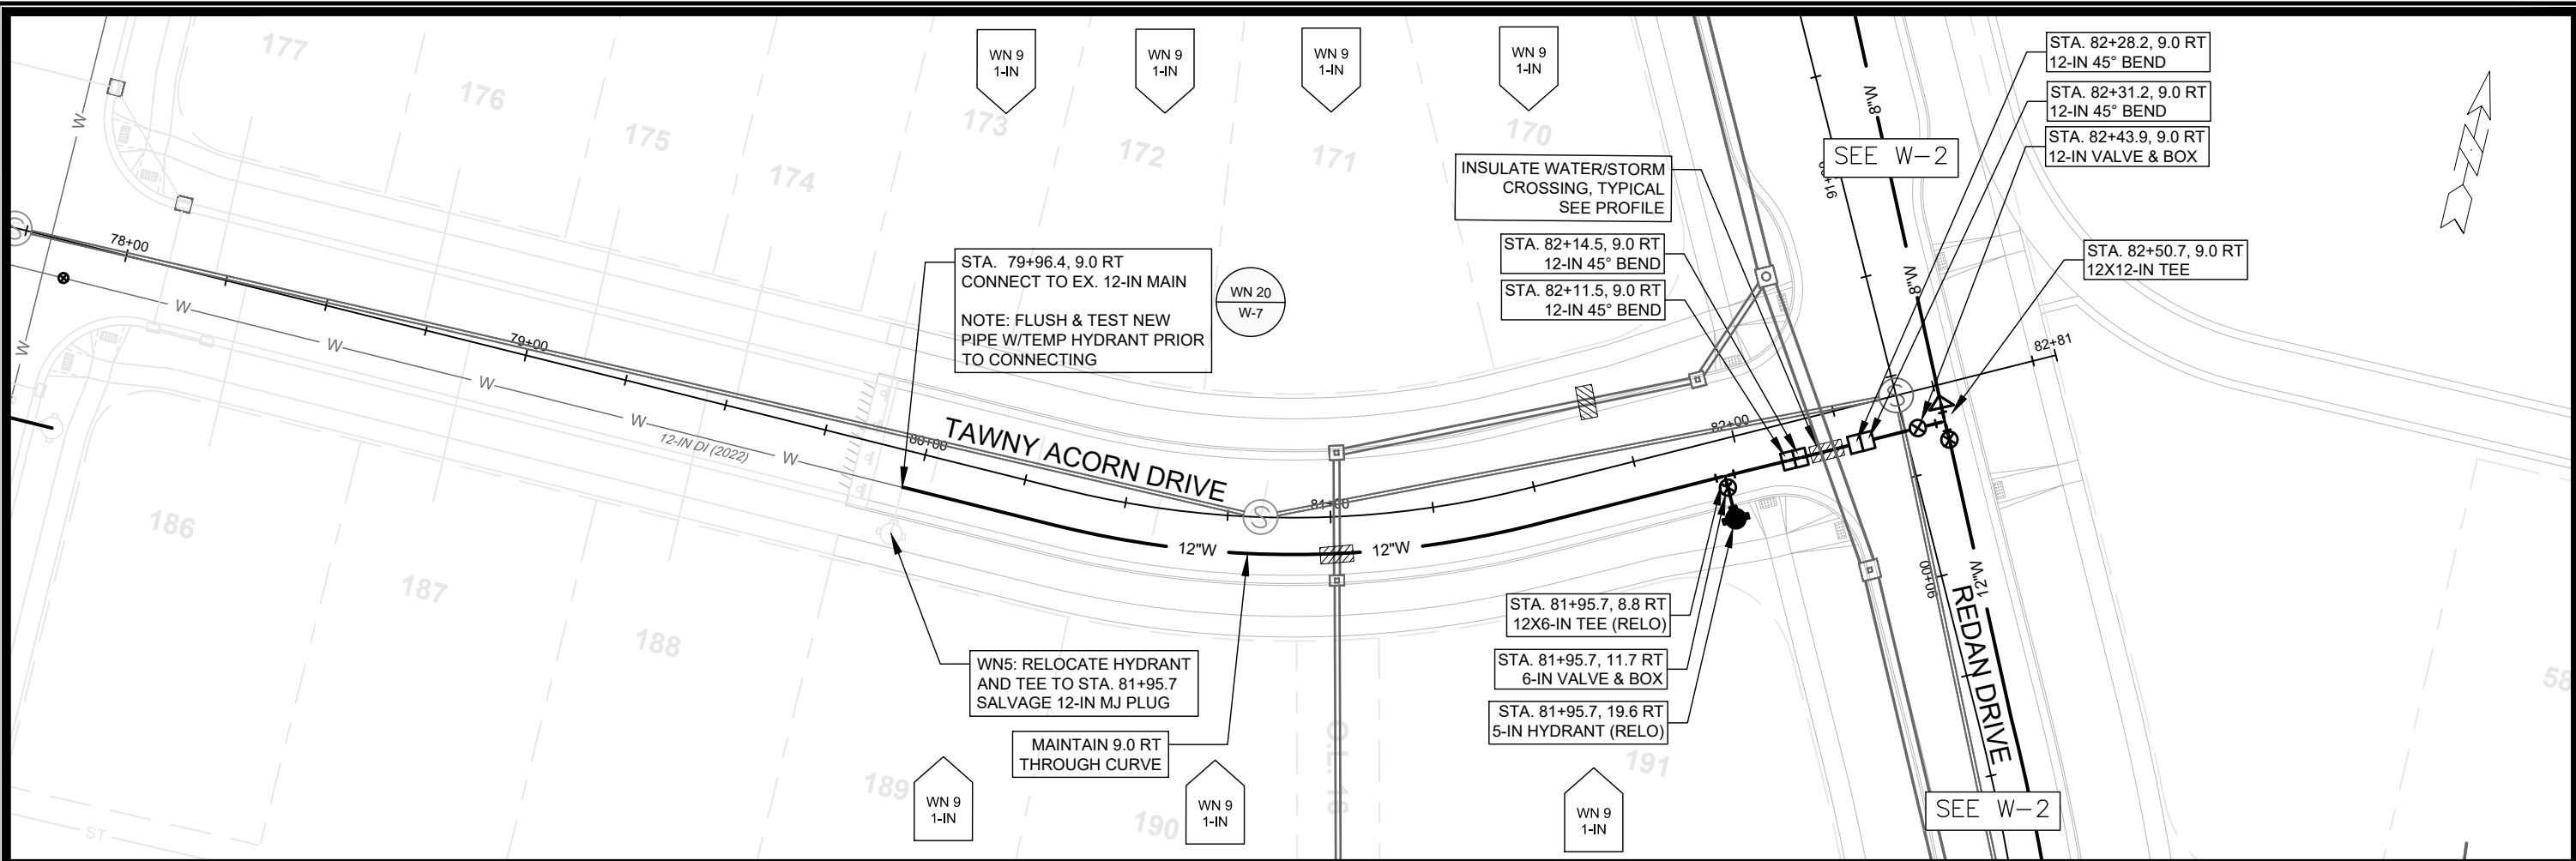 177
176
175
174
173
172
171
170
WN 9
1-IN
WN 9
1-IN
WN 9
1-IN
WN 9
1-IN
STA. 82+28.2, 9.0 RT
12-IN 45° BEND
STA. 82+31.2, 9.0 RT
12-IN 45° BEND
STA. 82+43.9, 9.0 RT
12-IN VALVE & BOX
8"W
SEE W-2
91+00
INSULATE WATER/STORM
CROSSING, TYPICAL
SEE PROFILE
N
W
S
78+00
W
W
79+00
W
W
W
12-IN DI (2022)
W
STA. 79+96.4, 9.0 RT
CONNECT TO EX. 12-IN MAIN
NOTE: FLUSH & TEST NEW
PIPE W/TEMP HYDRANT PRIOR
TO CONNECTING
WN 20
W-7
STA. 82+14.5, 9.0 RT
12-IN 45° BEND
STA. 82+11.5, 9.0 RT
12-IN 45° BEND
8"W
STA. 82+50.7, 9.0 RT
12X12-IN TEE
82+81
80+00
TAWNY ACORN DRIVE
S
81+00
82+00
S
12"W
12"W
186
187
188
189
190
191
58
ST
O.L. 16
WN5: RELOCATE HYDRANT
AND TEE TO STA. 81+95.7
SALVAGE 12-IN MJ PLUG
MAINTAIN 9.0 RT
THROUGH CURVE
STA. 81+95.7, 8.8 RT
12X6-IN TEE (RELO)
STA. 81+95.7, 11.7 RT
6-IN VALVE & BOX
STA. 81+95.7, 19.6 RT
5-IN HYDRANT (RELO)
90+00
12"W
REDAN DRIVE
SEE W-2
WN 9
1-IN
WN 9
1-IN
WN 9
1-IN